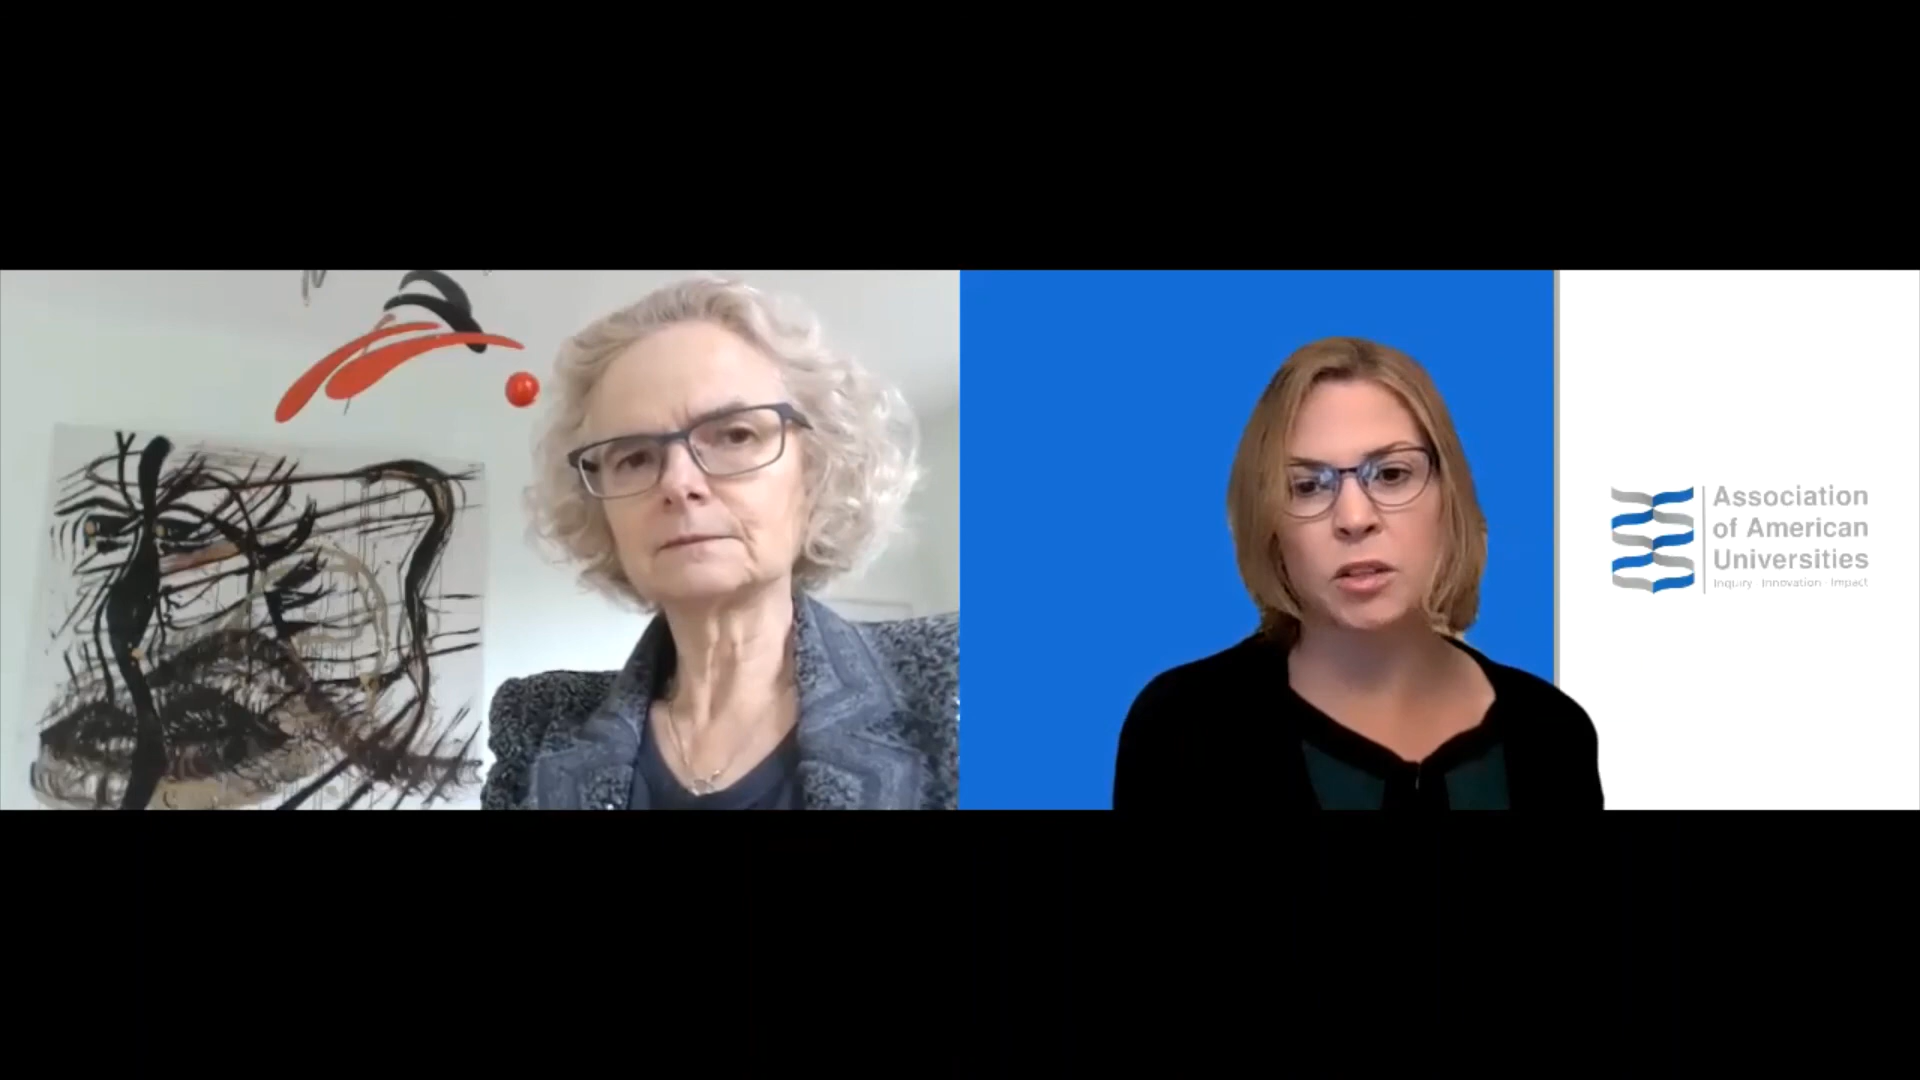 Association
of American
Universities
Inquiry · Innovation · Impact